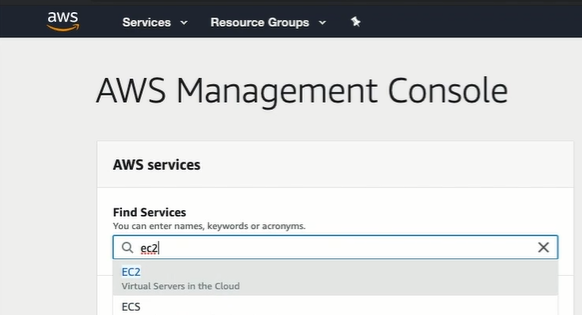 aws Services Resource Groups
AWS Management Console
AWS services
Find Services
You can enter names, keywords or acronyms.
ec2
EC2
Virtual Servers in the Cloud
ECS